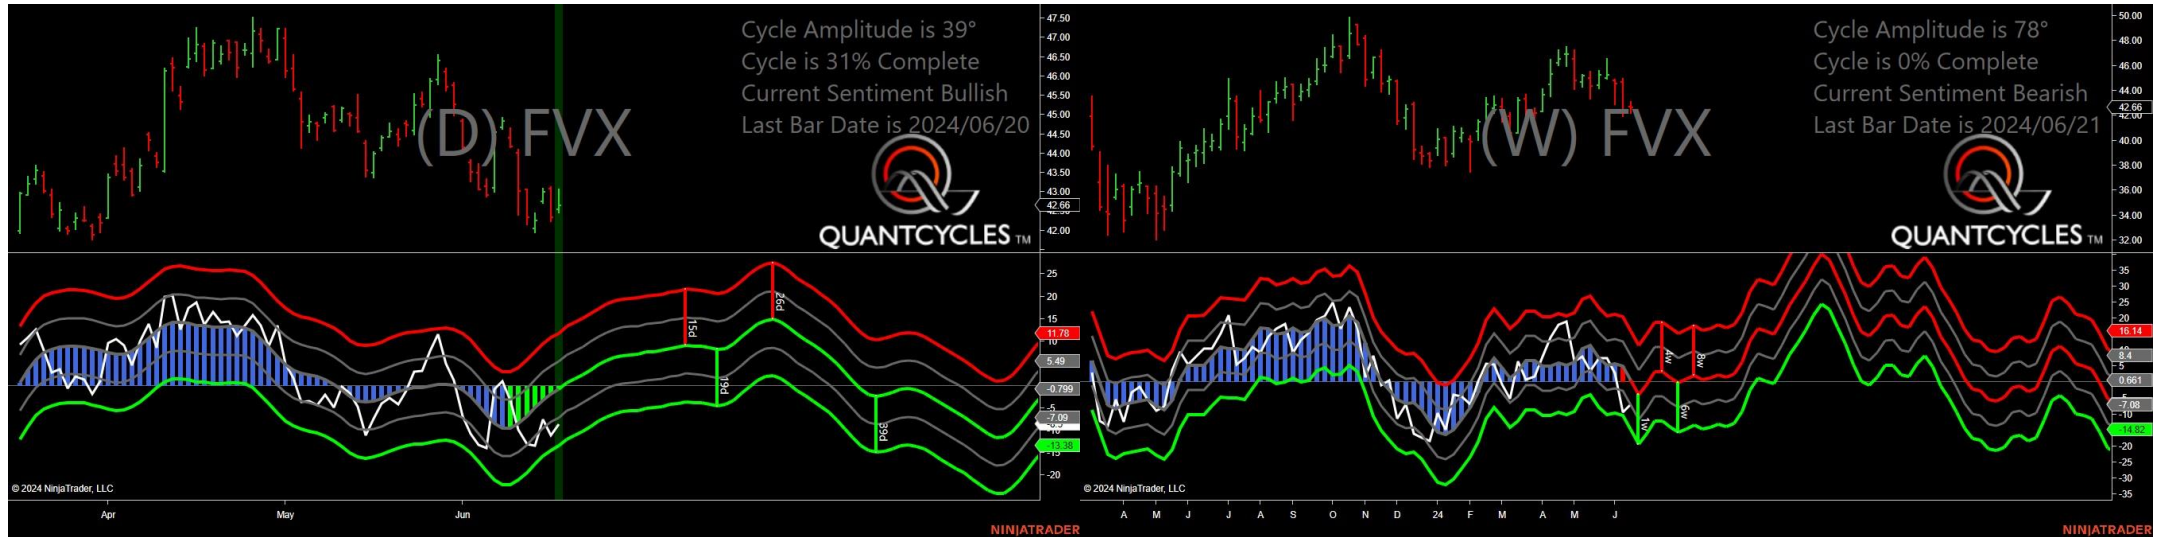 Cycle Amplitude is 39°
Cycle is 31% Complete
Current Sentiment Bullish
Last Bar Date is 2024/06/20
(D) FVX
QUANTCYCLES TM
47.50
47.00
46.50
46.00
45.50
45.00
44.50
44.00
43.50
43.00
42.66
42.00
25
20
15
11.78
10
5.49
-0.799
-5
-7.09
-13.38
-15
-20
15d
19d
26d
39d
© 2024 NinjaTrader, LLC
Apr May Jun
NINJATRADER
Cycle Amplitude is 78°
Cycle is 0% Complete
Current Sentiment Bearish
Last Bar Date is 2024/06/21
(W) FVX
QUANTCYCLES TM
50.00
48.00
46.00
44.00
42.66
42.00
40.00
38.00
36.00
34.00
32.00
35
30
25
20
16.14
8.4
5
0.661
-7.08
-10
-14.82
-20
-25
-30
-35
1w
4w
6w
8w
© 2024 NinjaTrader, LLC
A M J J A S O N D 24 F M A M J
NINJATRADER